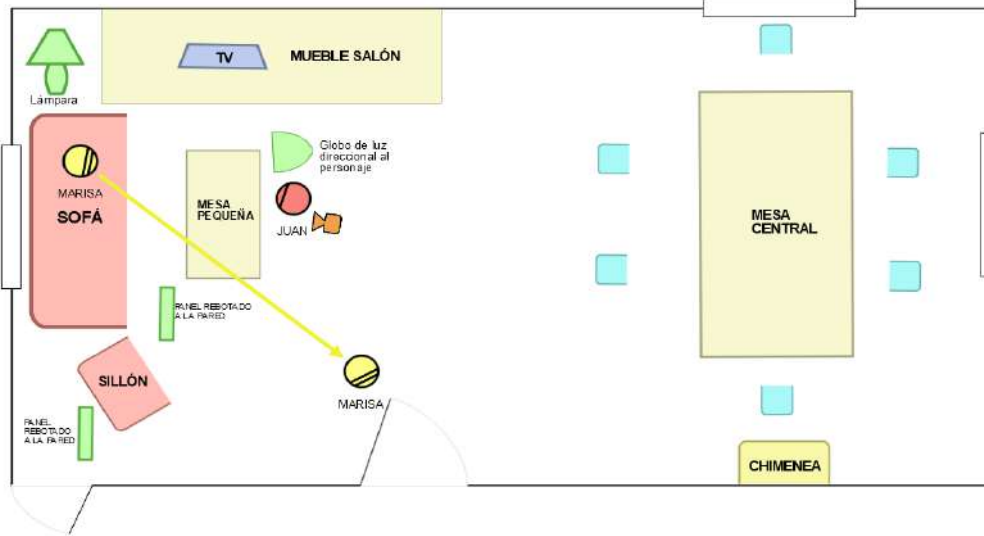 TV
MUEBLE SALÓN
Lámpara
Globo de luz
direccional al
personaje
MARISA
SOFÁ
MESA
PEQUEÑA
JUAN
MESA
CENTRAL
PANEL REBOTADO
A LA PARED
SILLÓN
MARISA
PANEL
REBOTADO
A LA PARED
CHIMENEA